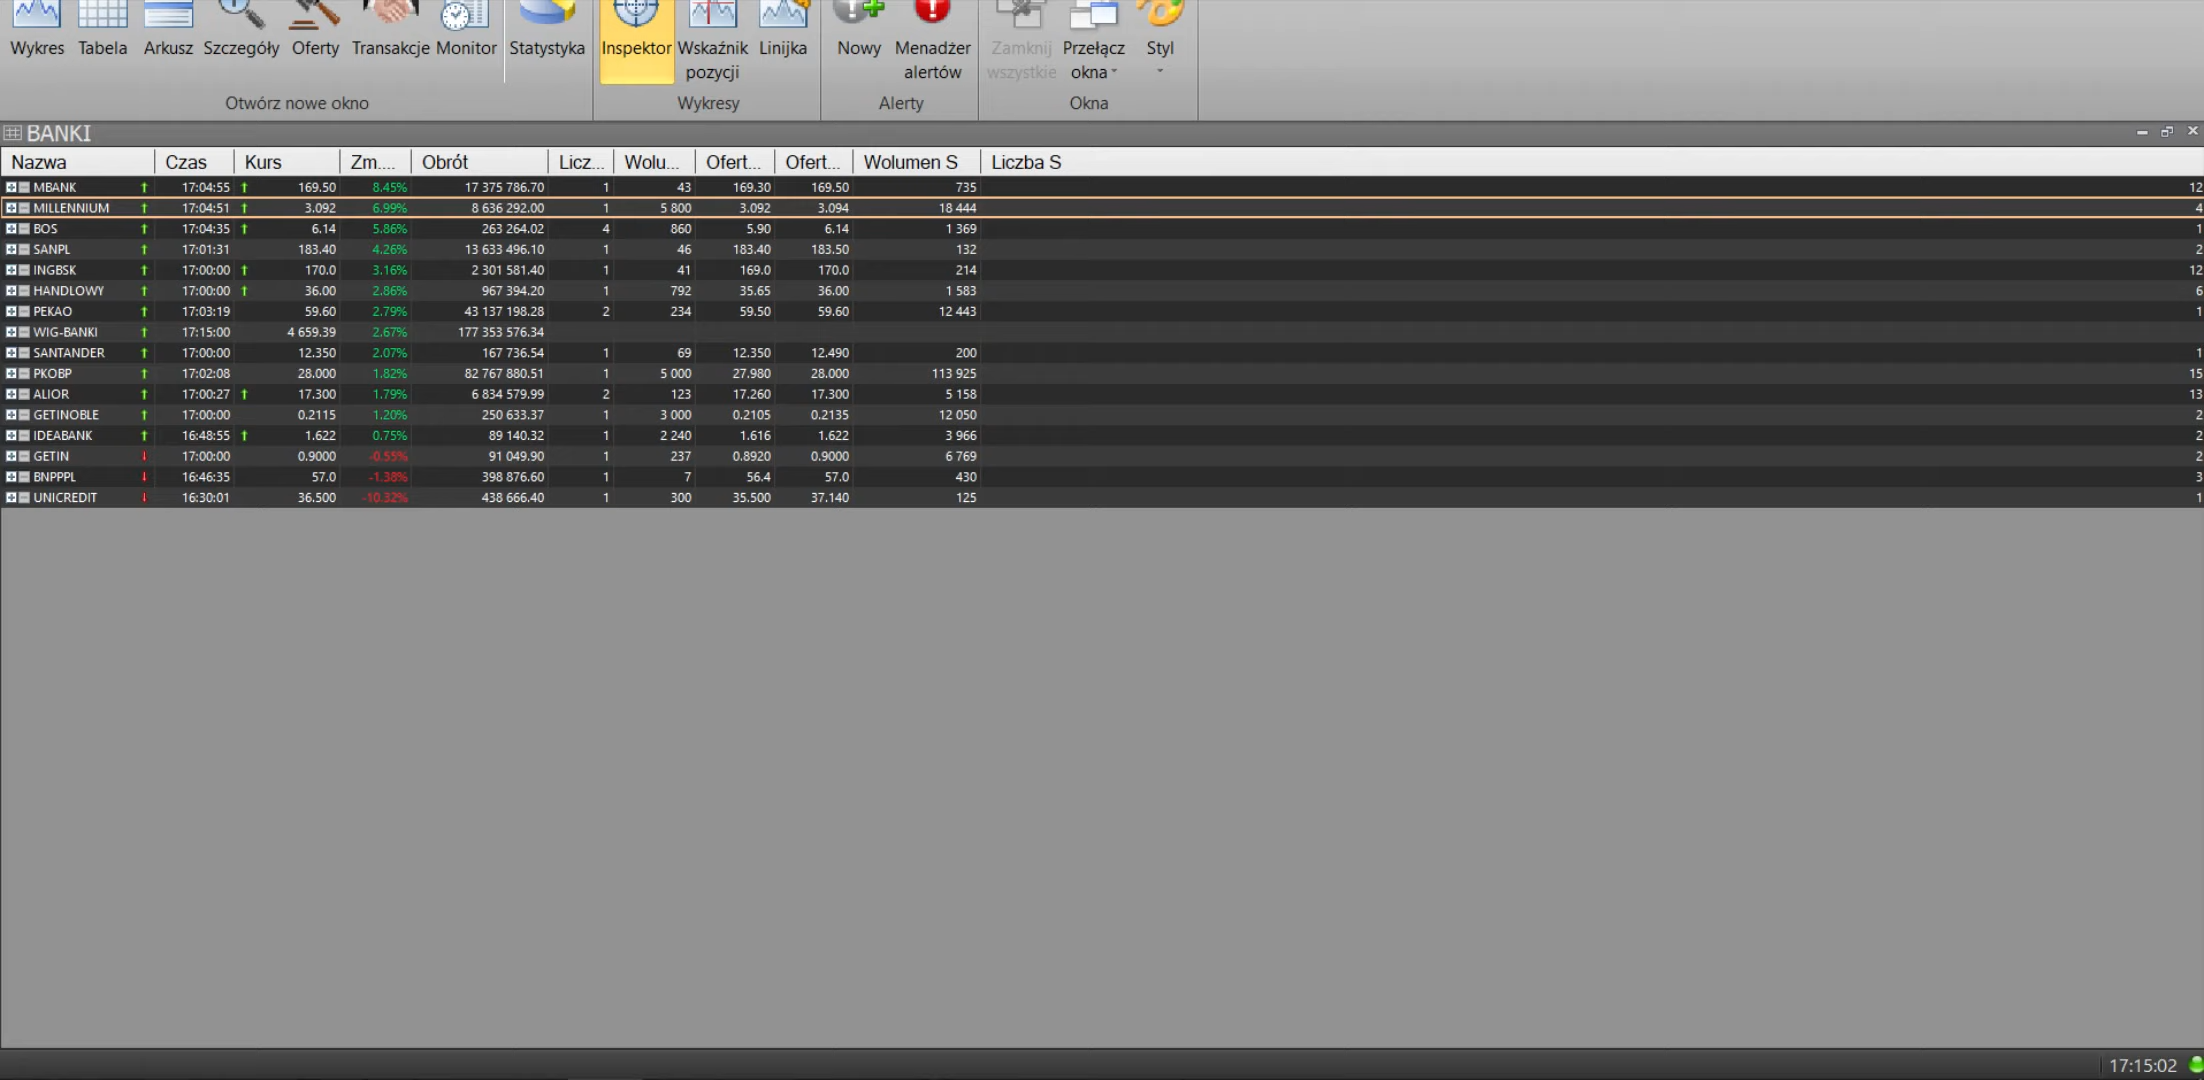 Wykres Tabela Arkusz Szczegóły Oferty Transakcje Monitor Statystyka Inspektor Wskaźnik pozycji Linijka Nowy Menadżer alertów Zamknij wszystkie Przełącz okna Styl
Otwórz nowe okno Wykresy Alerty Okna
BANKI
Nazwa Czas Kurs Zm.... Obrót Licz... Wolu... Ofert... Ofert... Wolumen S Liczba S
MBANK 17:04:55 169.50 8.45% 17 375 786.70 1 43 169.30 169.50 735 12
MILLENNIUM 17:04:51 3.092 6.99% 8 636 292.00 1 5 800 3.092 3.094 18 444 4
BOS 17:04:35 6.14 5.86% 263 264.02 4 860 5.90 6.14 1 369 1
SANPL 17:01:31 183.40 4.26% 13 633 496.10 1 46 183.40 183.50 132 2
INGBSK 17:00:00 170.0 3.16% 2 301 581.40 1 41 169.0 170.0 214 12
HANDLOWY 17:00:00 36.00 2.86% 967 394.20 1 792 35.65 36.00 1 583 6
PEKAO 17:03:19 59.60 2.79% 43 137 198.28 2 234 59.50 59.60 12 443 1
WIG-BANKI 17:15:00 4 659.39 2.67% 177 353 576.34
SANTANDER 17:00:00 12.350 2.07% 167 736.54 1 69 12.350 12.490 200 1
PKOBP 17:02:08 28.000 1.82% 82 767 880.51 1 5 000 27.980 28.000 113 925 15
ALIOR 17:00:27 17.300 1.79% 6 834 579.99 2 123 17.260 17.300 5 158 13
GETINOBLE 17:00:00 0.2115 1.20% 250 633.37 1 3 000 0.2105 0.2135 12 050 2
IDEABANK 16:48:55 1.622 0.75% 89 140.32 1 2 240 1.616 1.622 3 966 2
GETIN 17:00:00 0.9000 -0.55% 91 049.90 1 237 0.8920 0.9000 6 769 2
BNPPPL 16:46:35 57.0 -1.38% 398 876.60 1 7 56.4 57.0 430 3
UNICREDIT 16:30:01 36.500 -10.32% 438 666.40 1 300 35.500 37.140 125 1
17:15:02